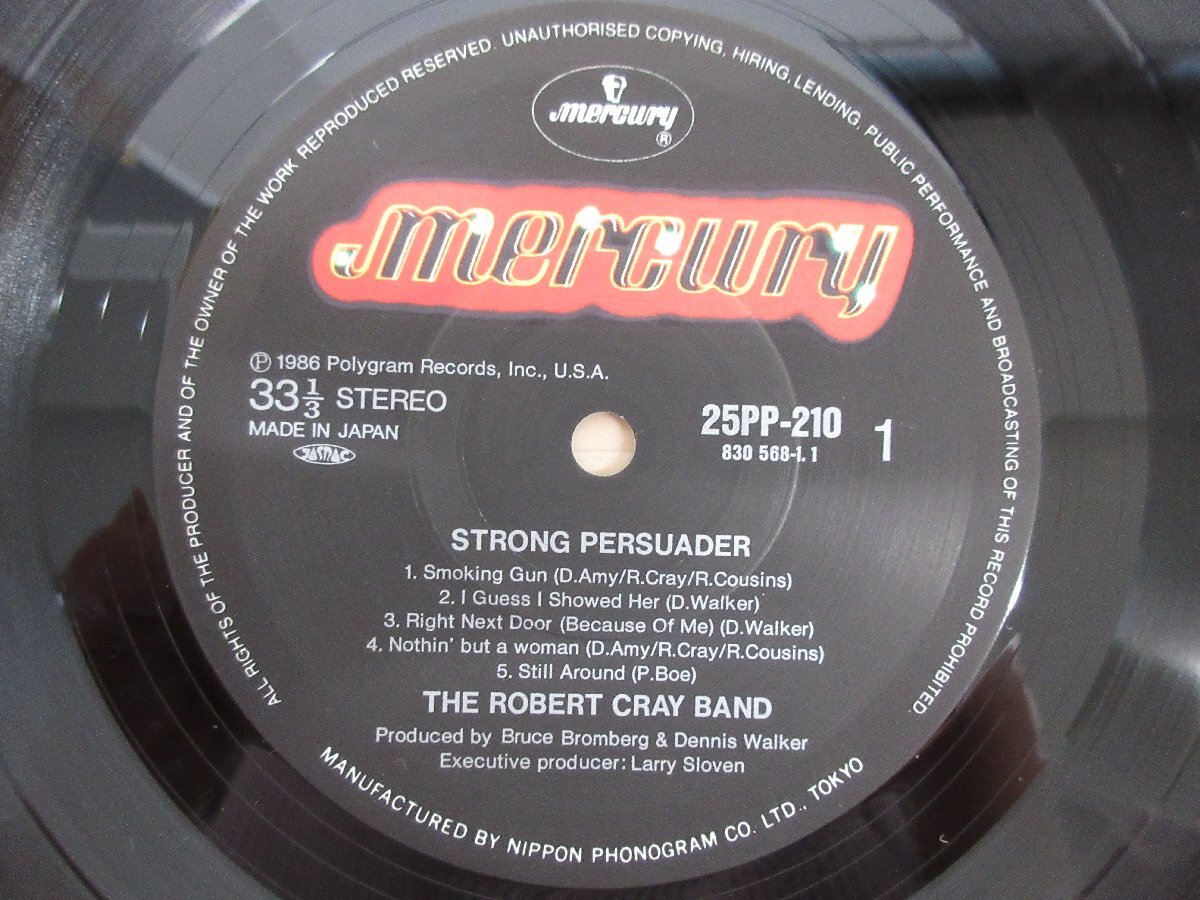 ALL RIGHTS OF THE PRODUCER AND OF THE OWNER OF THE WORK REPRODUCED RESERVED. UNAUTHORISED COPYING, HIRING, LENDING, PUBLIC PERFORMANCE AND BROADCASTING OF THIS RECORD PROHIBITED.
mercury
®
mercury
Ⓟ 1986 Polygram Records, Inc., U.S.A.
33 1/3 STEREO
MADE IN JAPAN
JASRAC
25PP-210
830 568-1.1
1
STRONG PERSUADER
1. Smoking Gun (D.Amy/R.Cray/R.Cousins)
2. I Guess I Showed Her (D.Walker)
3. Right Next Door (Because Of Me) (D.Walker)
4. Nothin' but a woman (D.Amy/R.Cray/R.Cousins)
5. Still Around (P.Boe)
THE ROBERT CRAY BAND
Produced by Bruce Bromberg & Dennis Walker
Executive producer: Larry Sloven
MANUFACTURED BY NIPPON PHONOGRAM CO. LTD., TOKYO